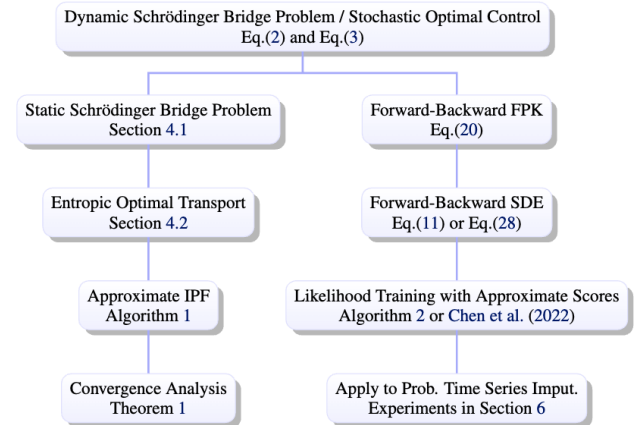 Dynamic Schrödinger Bridge Problem / Stochastic Optimal Control
Eq.(2) and Eq.(3)
Static Schrödinger Bridge Problem
Section 4.1
Forward-Backward FPK
Eq.(20)
Entropic Optimal Transport
Section 4.2
Forward-Backward SDE
Eq.(11) or Eq.(28)
Approximate IPF
Algorithm 1
Likelihood Training with Approximate Scores
Algorithm 2 or Chen et al. (2022)
Convergence Analysis
Theorem 1
Apply to Prob. Time Series Imput.
Experiments in Section 6